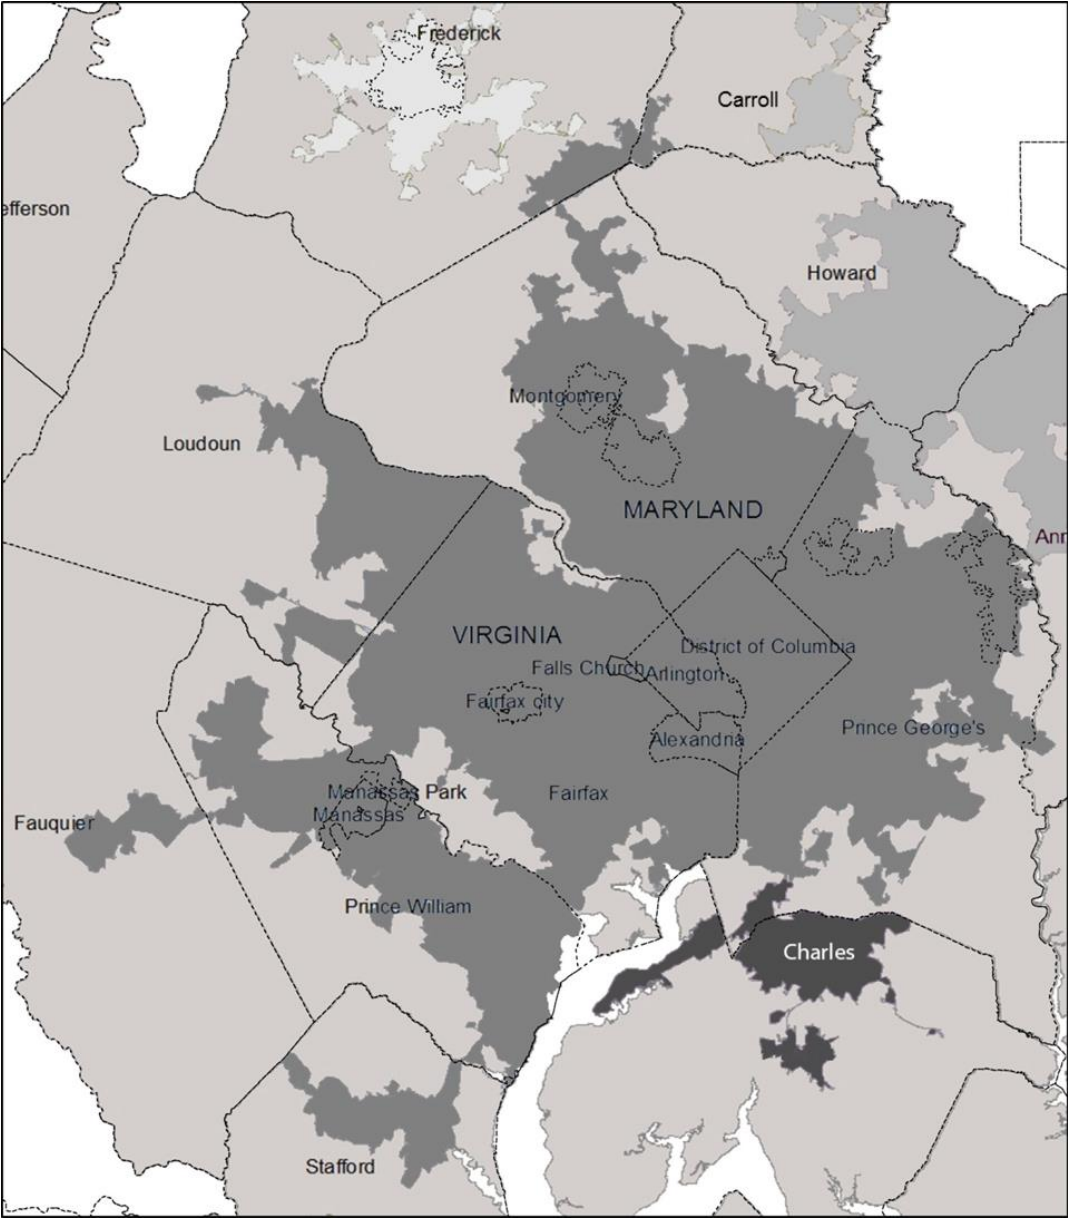 Frederick
Carroll
efferson
Howard
Montgomery
Loudoun
MARYLAND
Ann
VIRGINIA
District of Columbia
Falls Church
Arlington
Fairfax city
Prince George's
Alexandria
Manassas Park
Fairfax
Manassas
Fauquier
Prince William
Charles
Stafford